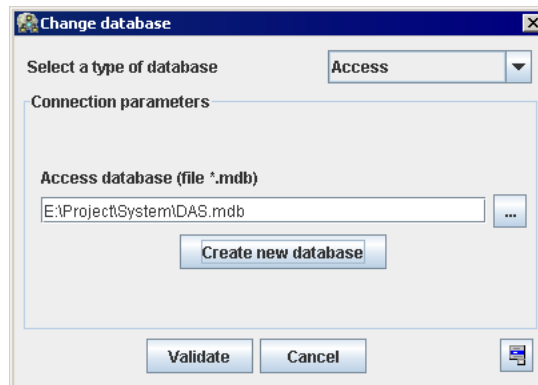 Change database
Select a type of database Access
Connection parameters
Access database (file *.mdb)
E:\Project\System\DAS.mdb ...
Create new database
Validate Cancel